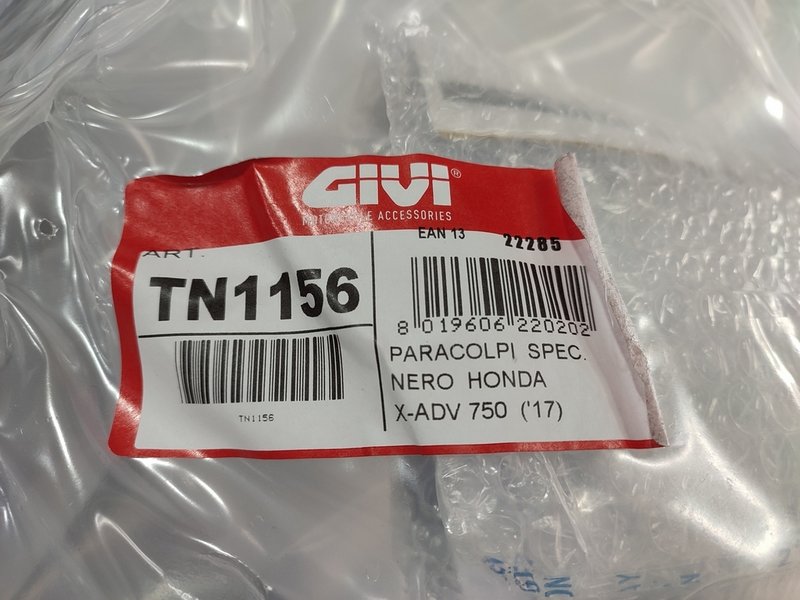 GIVI®
MOTORCYCLE ACCESSORIES
ART.
TN1156
TN1156
EAN 13 22285
8 019606 220202
PARACOLPI SPEC.
NERO HONDA
X-ADV 750 ('17)